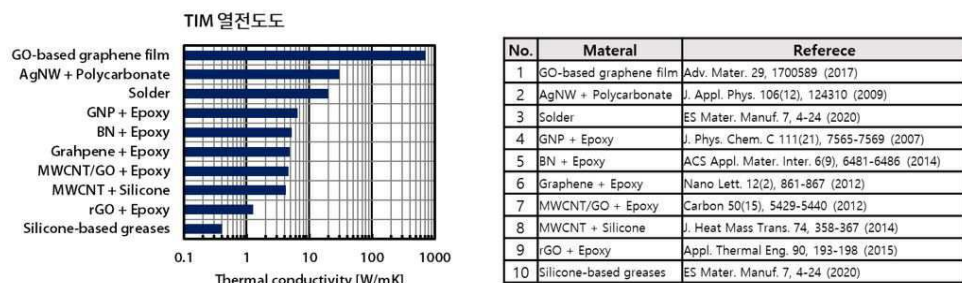 TIM 열전도도
GO-based graphene film
AgNW + Polycarbonate
Solder
GNP + Epoxy
BN + Epoxy
Grahpene + Epoxy
MWCNT/GO + Epoxy
MWCNT + Silicone
rGO + Epoxy
Silicone-based greases
0.1 1 10 100 1000
Thermal conductivity [W/mK]
No. Materal Referece
1 GO-based graphene film Adv. Mater. 29, 1700589 (2017)
2 AgNW + Polycarbonate J. Appl. Phys. 106(12), 124310 (2009)
3 Solder ES Mater. Manuf. 7, 4-24 (2020)
4 GNP + Epoxy J. Phys. Chem. C 111(21), 7565-7569 (2007)
5 BN + Epoxy ACS Appl. Mater. Inter. 6(9), 6481-6486 (2014)
6 Graphene + Epoxy Nano Lett. 12(2), 861-867 (2012)
7 MWCNT/GO + Epoxy Carbon 50(15), 5429-5440 (2012)
8 MWCNT + Silicone J. Heat Mass Trans. 74, 358-367 (2014)
9 rGO + Epoxy Appl. Thermal Eng. 90, 193-198 (2015)
10 Silicone-based greases ES Mater. Manuf. 7, 4-24 (2020)